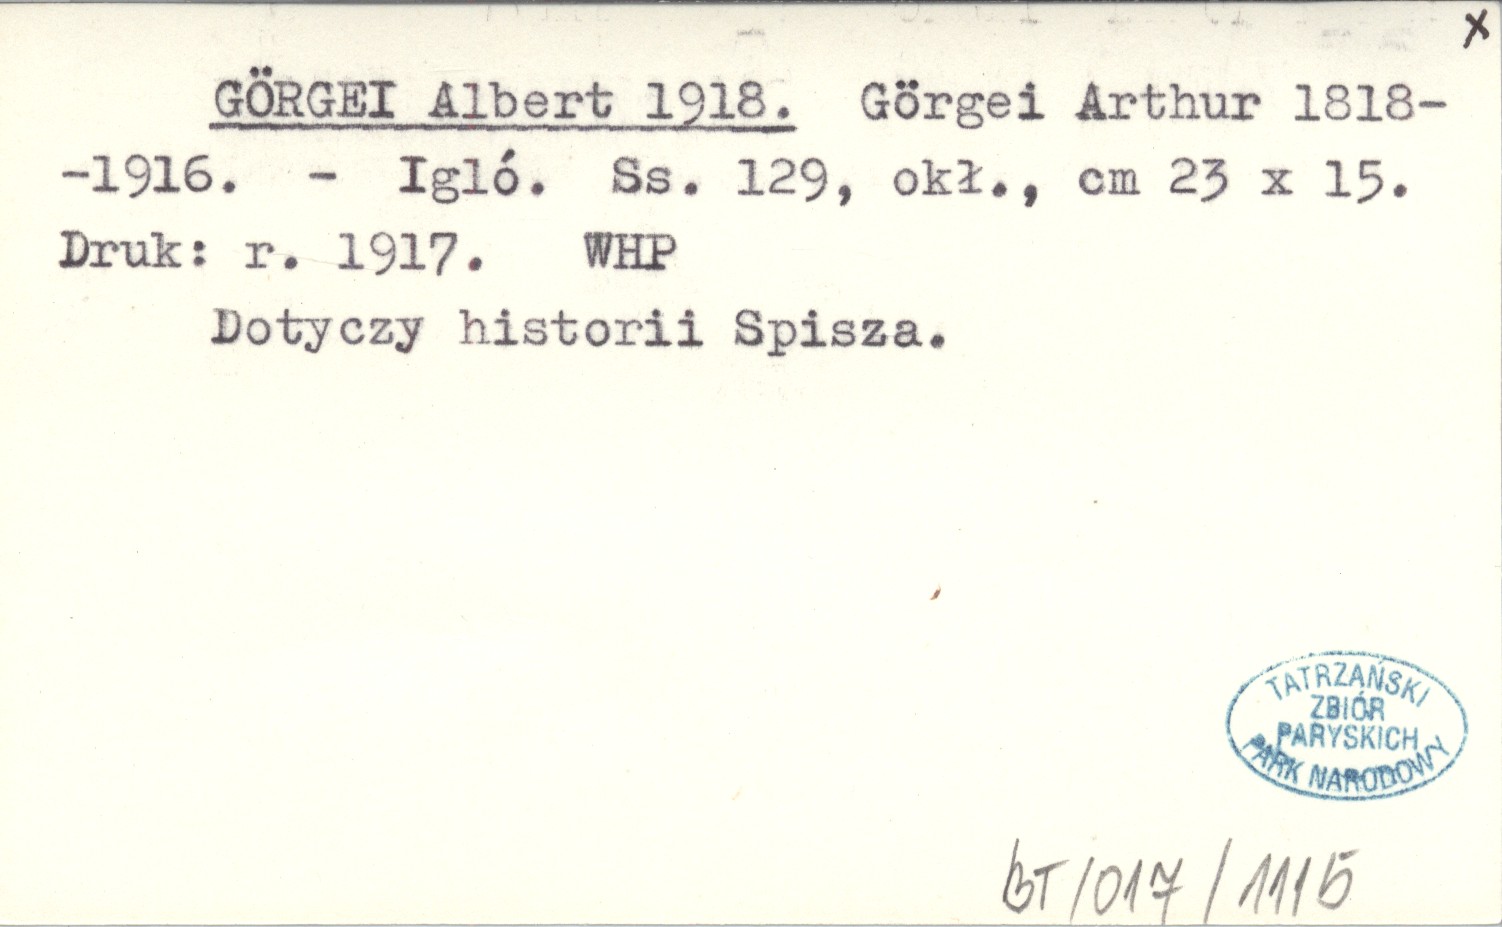 x
GÖRGEI Albert 1918. Görgei Arthur 1818-
-1916. - Igló. Ss. 129, okł., cm 23 x 15.
Druk: r. 1917. WHP
Dotyczy historii Spisza.
TATRZAŃSKI
ZBIÓR
PARYSKICH
PARK NARODOWY
BT/017/1115